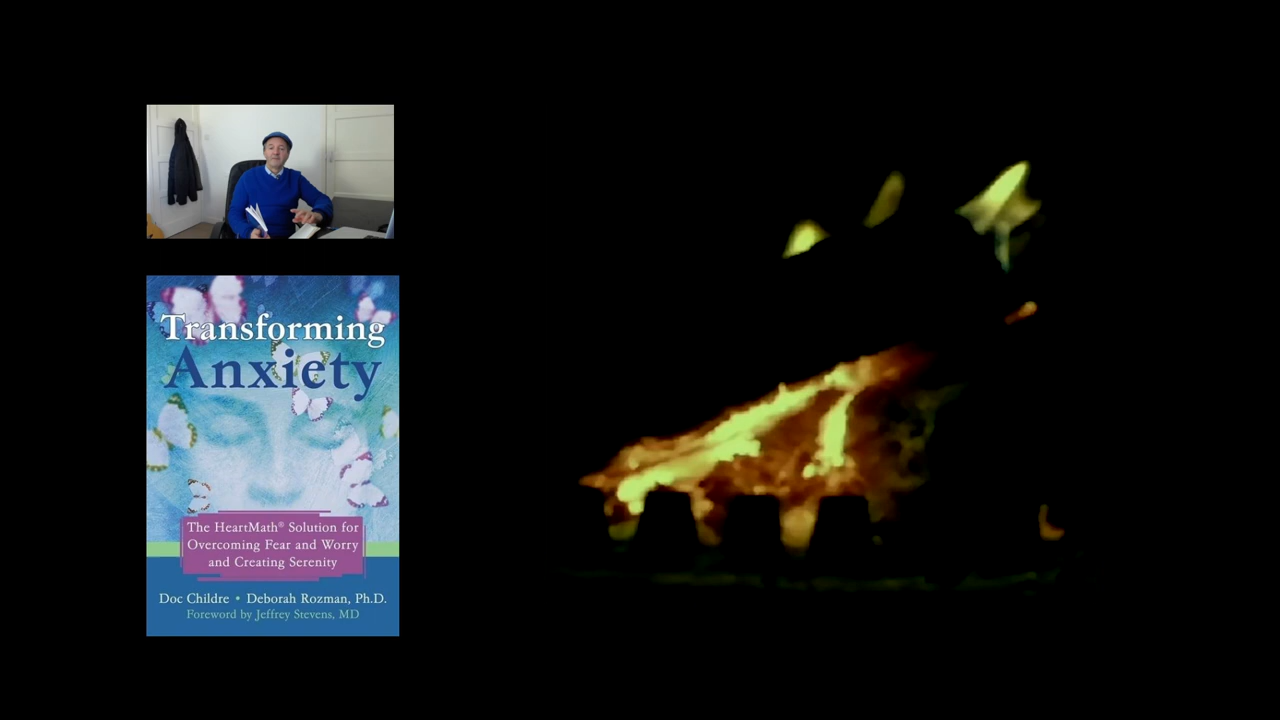 Transforming
Anxiety
The HeartMath® Solution for
Overcoming Fear and Worry
and Creating Serenity
Doc Childre • Deborah Rozman, Ph.D.
Foreword by Jeffrey Stevens, MD